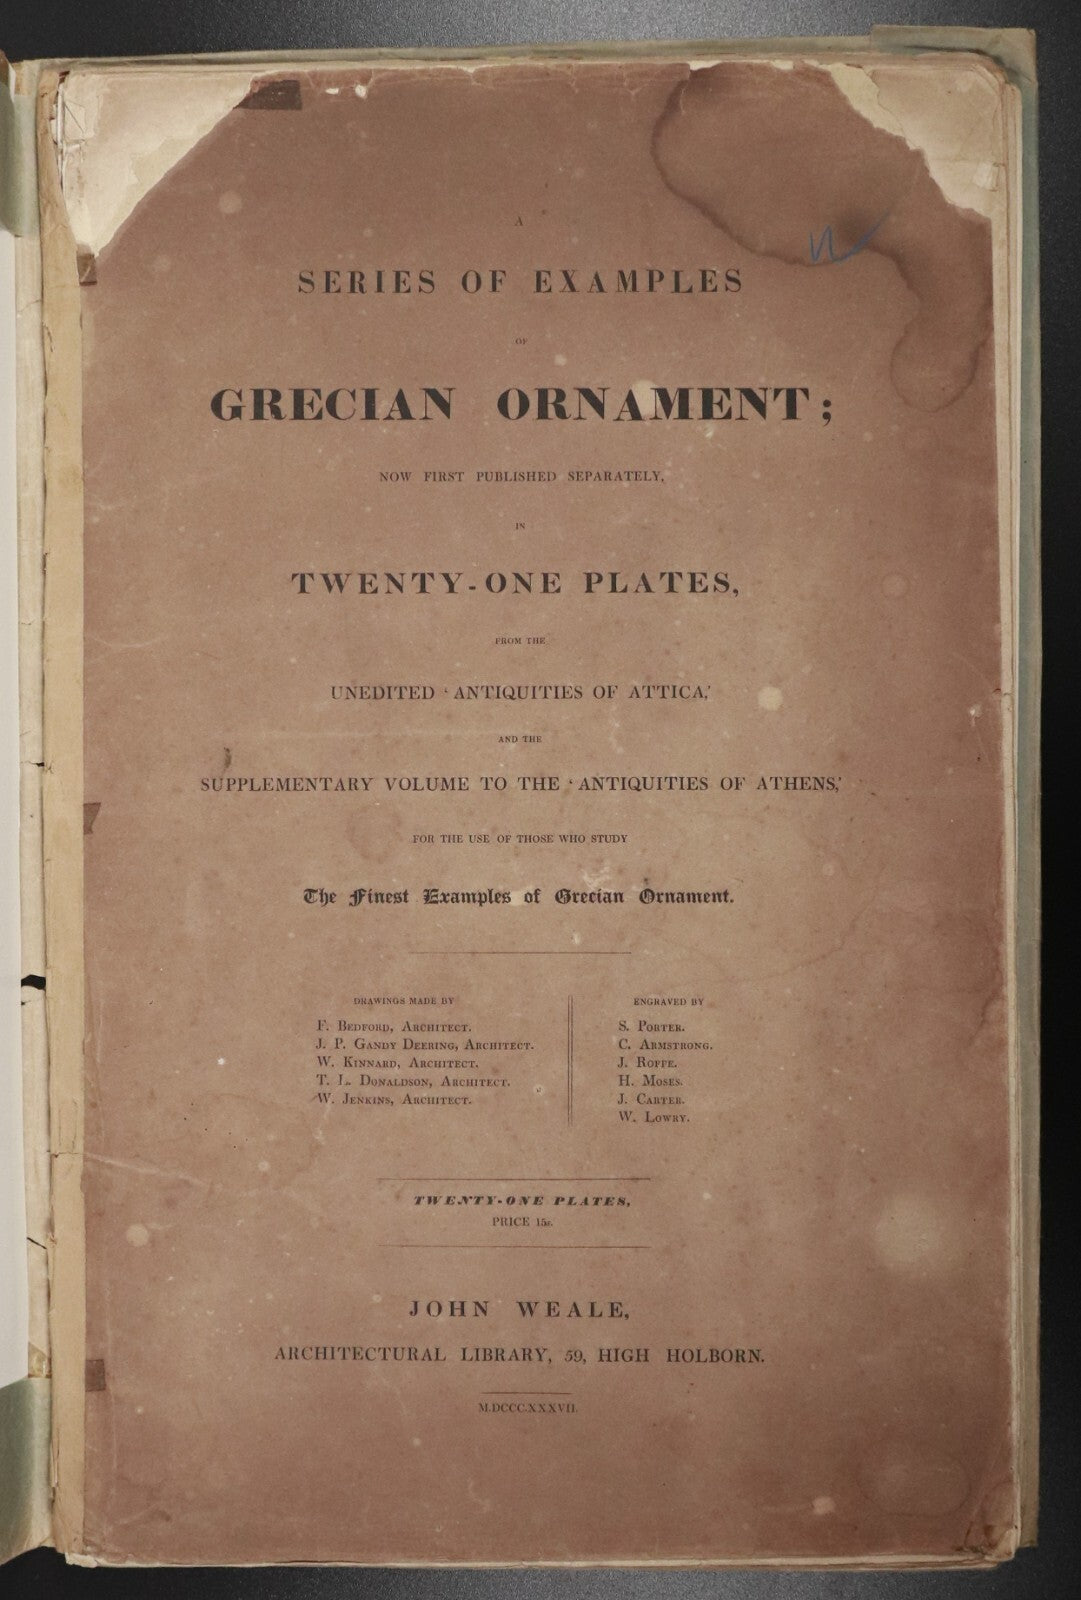 A
SERIES OF EXAMPLES
OF
GRECIAN ORNAMENT;
NOW FIRST PUBLISHED SEPARATELY,
IN
TWENTY-ONE PLATES,
FROM THE
UNEDITED ‘ANTIQUITIES OF ATTICA,’
AND THE
SUPPLEMENTARY VOLUME TO THE ‘ANTIQUITIES OF ATHENS,’
FOR THE USE OF THOSE WHO STUDY
The Finest Examples of Grecian Ornament.
DRAWINGS MADE BY
F. BEDFORD, ARCHITECT.
J. P. GANDY DEERING, ARCHITECT.
W. KINNARD, ARCHITECT.
T. L. DONALDSON, ARCHITECT.
W. JENKINS, ARCHITECT.
ENGRAVED BY
S. PORTER.
C. ARMSTRONG.
J. ROFFE.
H. MOSES.
J. CARTER.
W. LOWRY.
TWENTY-ONE PLATES,
PRICE 15s.
JOHN WEALE,
ARCHITECTURAL LIBRARY, 59, HIGH HOLBORN.
M.DCCC.XXXVII.